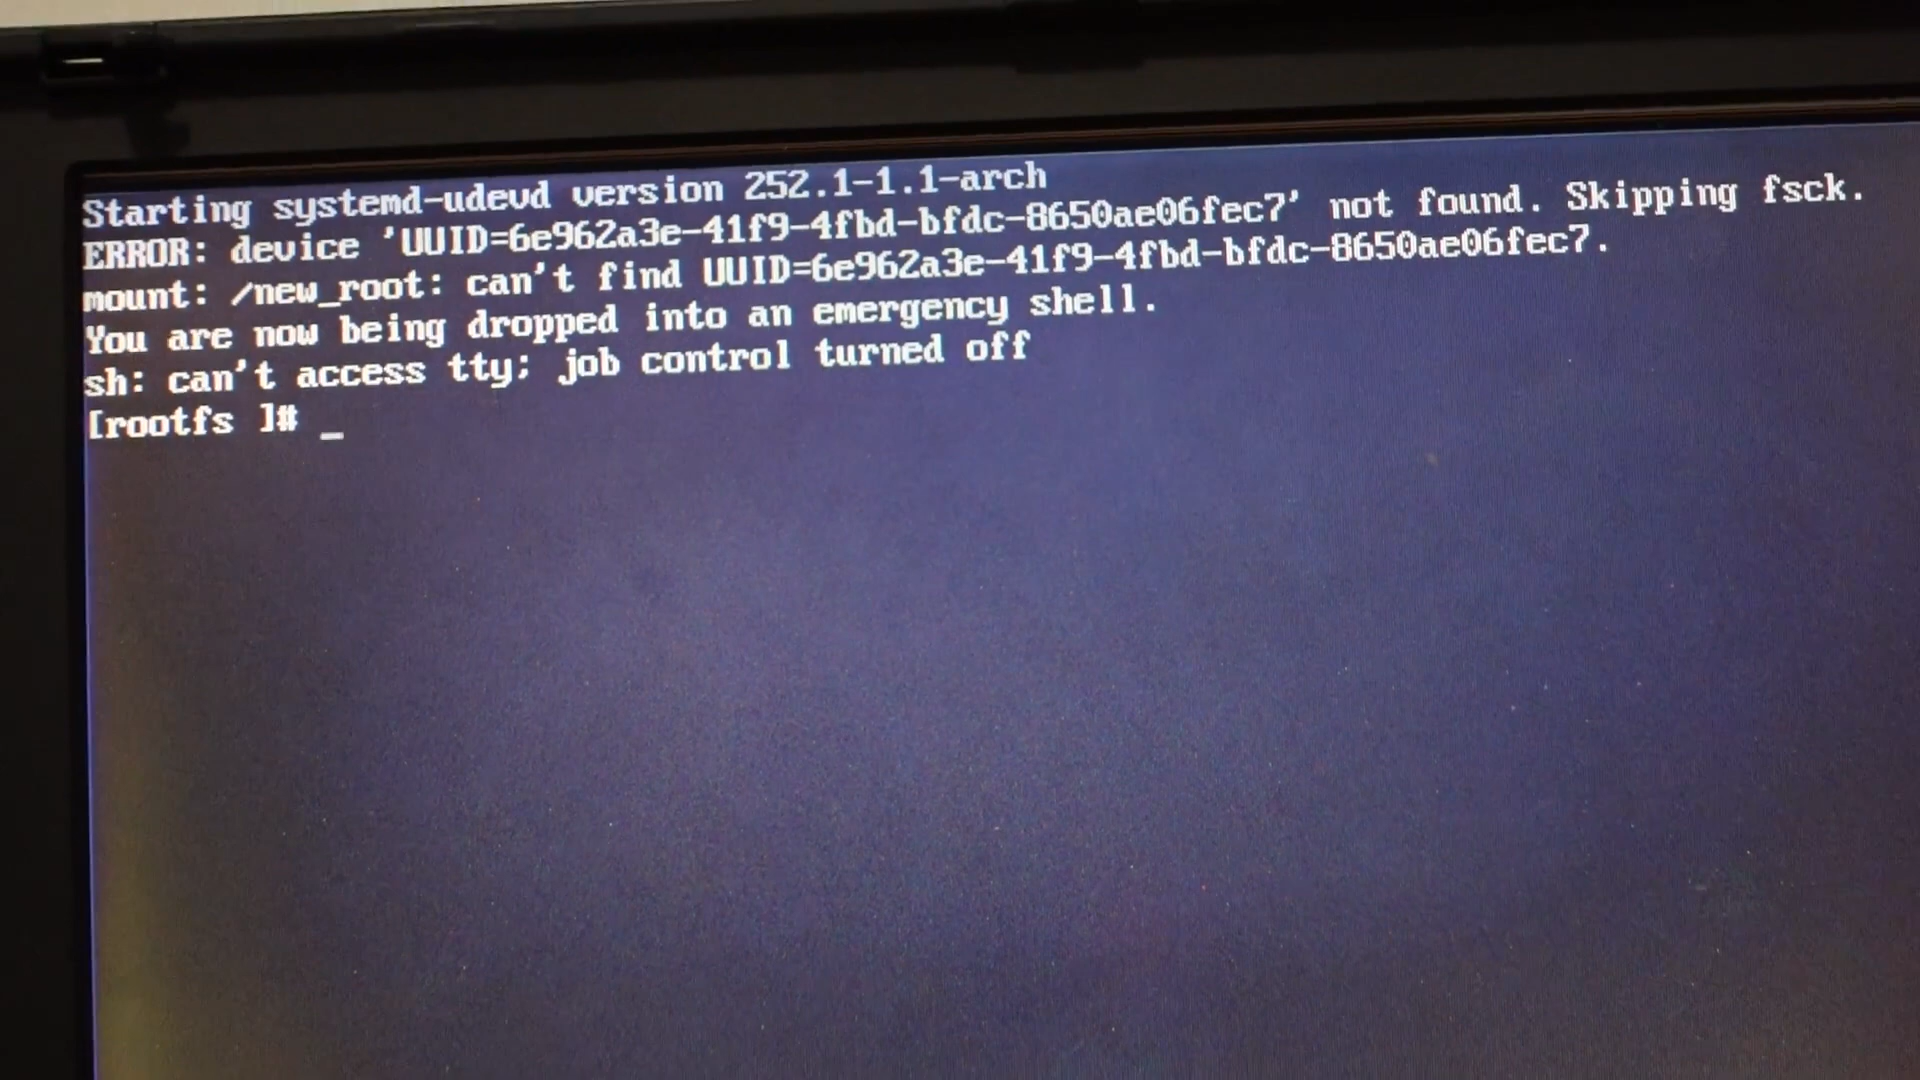 Starting systemd-udevd version 252.1-1.1-arch
ERROR: device 'UUID=6e962a3e-41f9-4fbd-bfdc-8650ae06fec7' not found. Skipping fsck.
mount: /new_root: can't find UUID=6e962a3e-41f9-4fbd-bfdc-8650ae06fec7.
You are now being dropped into an emergency shell.
sh: can't access tty; job control turned off
[rootfs ]# _